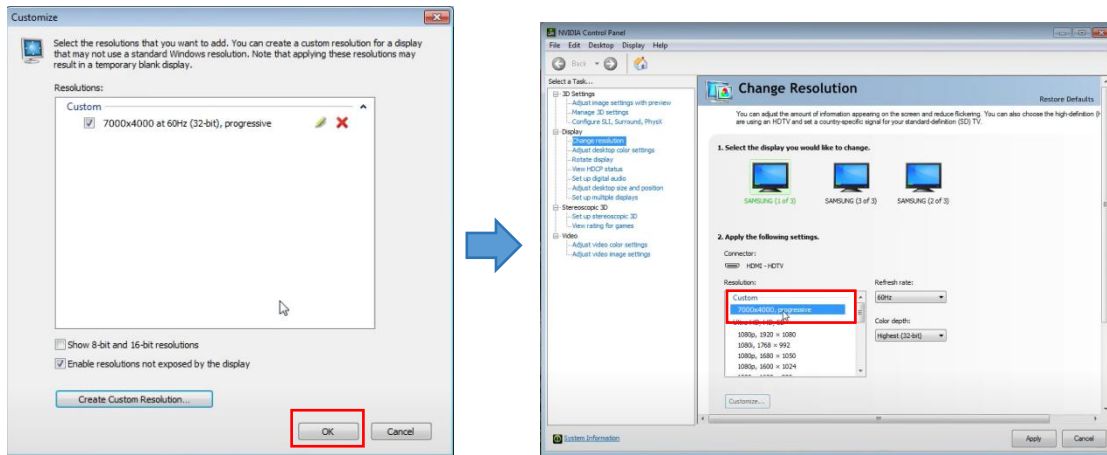 Customize
Select the resolutions that you want to add. You can create a custom resolution for a display
that may not use a standard Windows resolution. Note that applying these resolutions may
result in a temporary blank display.
Resolutions:
Custom
7000x4000 at 60Hz (32-bit), progressive
Show 8-bit and 16-bit resolutions
Enable resolutions not exposed by the display
Create Custom Resolution...
OK
Cancel
NVIDIA Control Panel
File Edit Desktop Display Help
Back
Select a Task...
3D Settings
Adjust image settings with preview
Manage 3D settings
Configure SLI, Surround, PhysX
Display
Change resolution
Adjust desktop color settings
Rotate display
View HDCP status
Set up digital audio
Adjust desktop size and position
Set up multiple displays
Stereoscopic 3D
Set up stereoscopic 3D
View rating for games
Video
Adjust video color settings
Adjust video image settings
System Information
Change Resolution
Restore Defaults
You can adjust the amount of information appearing on the screen and reduce flickering. You can also choose the high-definition (H
are using an HDTV and set a country-specific signal for your standard-definition (SD) TV.
1. Select the display you would like to change.
SAMSUNG (1 of 3) SAMSUNG (3 of 3) SAMSUNG (2 of 3)
2. Apply the following settings.
Connector:
HDMI - HDTV
Resolution:
Custom
7000x4000, progressive
1080p, 1920 × 1080
1080i, 1768 × 992
1080p, 1680 × 1050
1080p, 1600 × 1024
Refresh rate:
60Hz
Color depth:
Highest (32-bit)
Customize...
Apply
Cancel